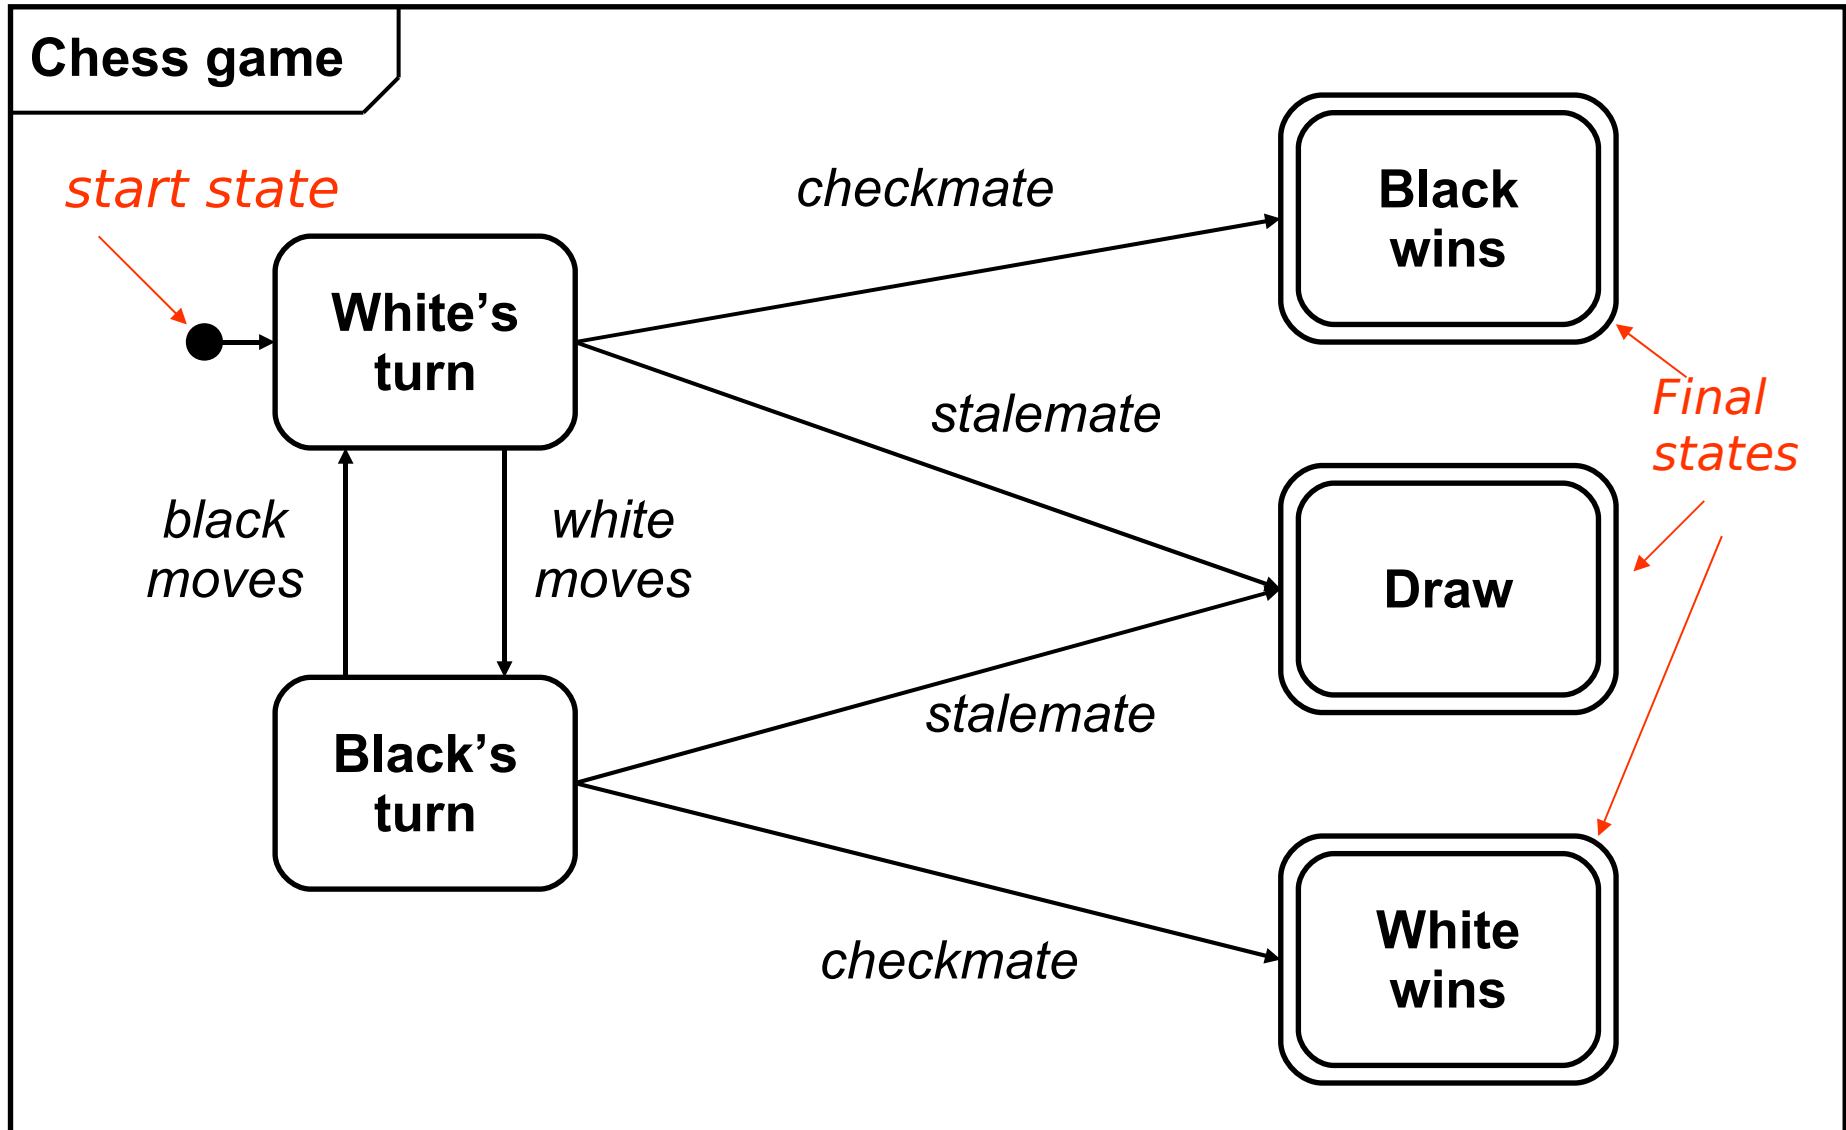 Chess game
start state
checkmate
Black
wins
White’s
turn
stalemate
Final
states
black
moves
white
moves
Draw
stalemate
Black’s
turn
checkmate
White
wins